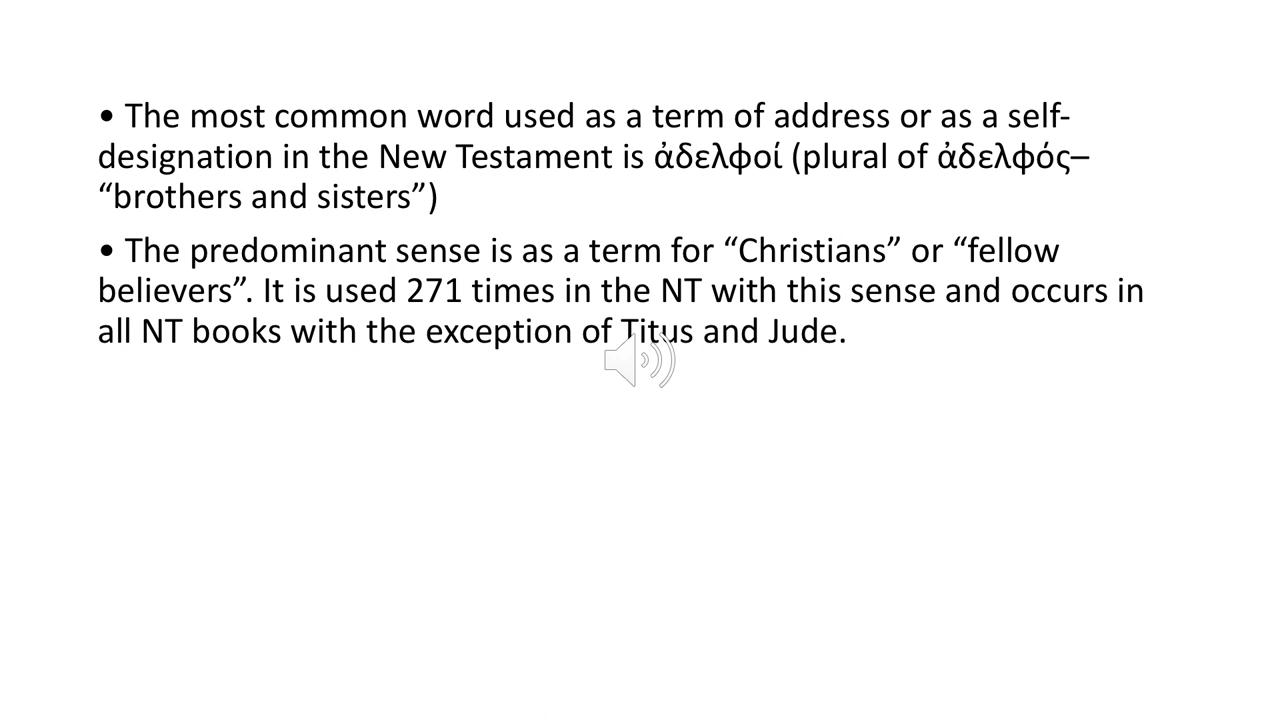 • The most common word used as a term of address or as a self-
designation in the New Testament is ἀδελφοί (plural of ἀδελφός–
“brothers and sisters”)
• The predominant sense is as a term for “Christians” or “fellow
believers”. It is used 271 times in the NT with this sense and occurs in
all NT books with the exception of Titus and Jude.